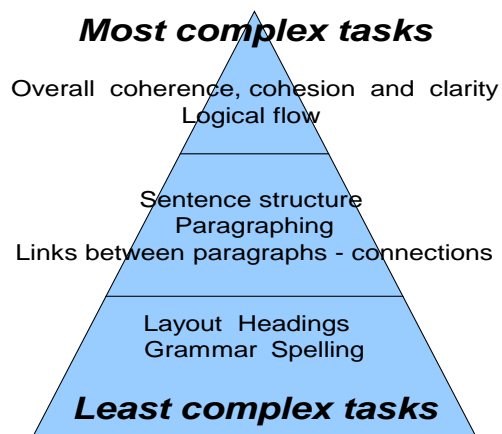 Most complex tasks
Overall coherence, cohesion and clarity
Logical flow
Sentence structure
Paragraphing
Links between paragraphs - connections
Layout Headings
Grammar Spelling
Least complex tasks